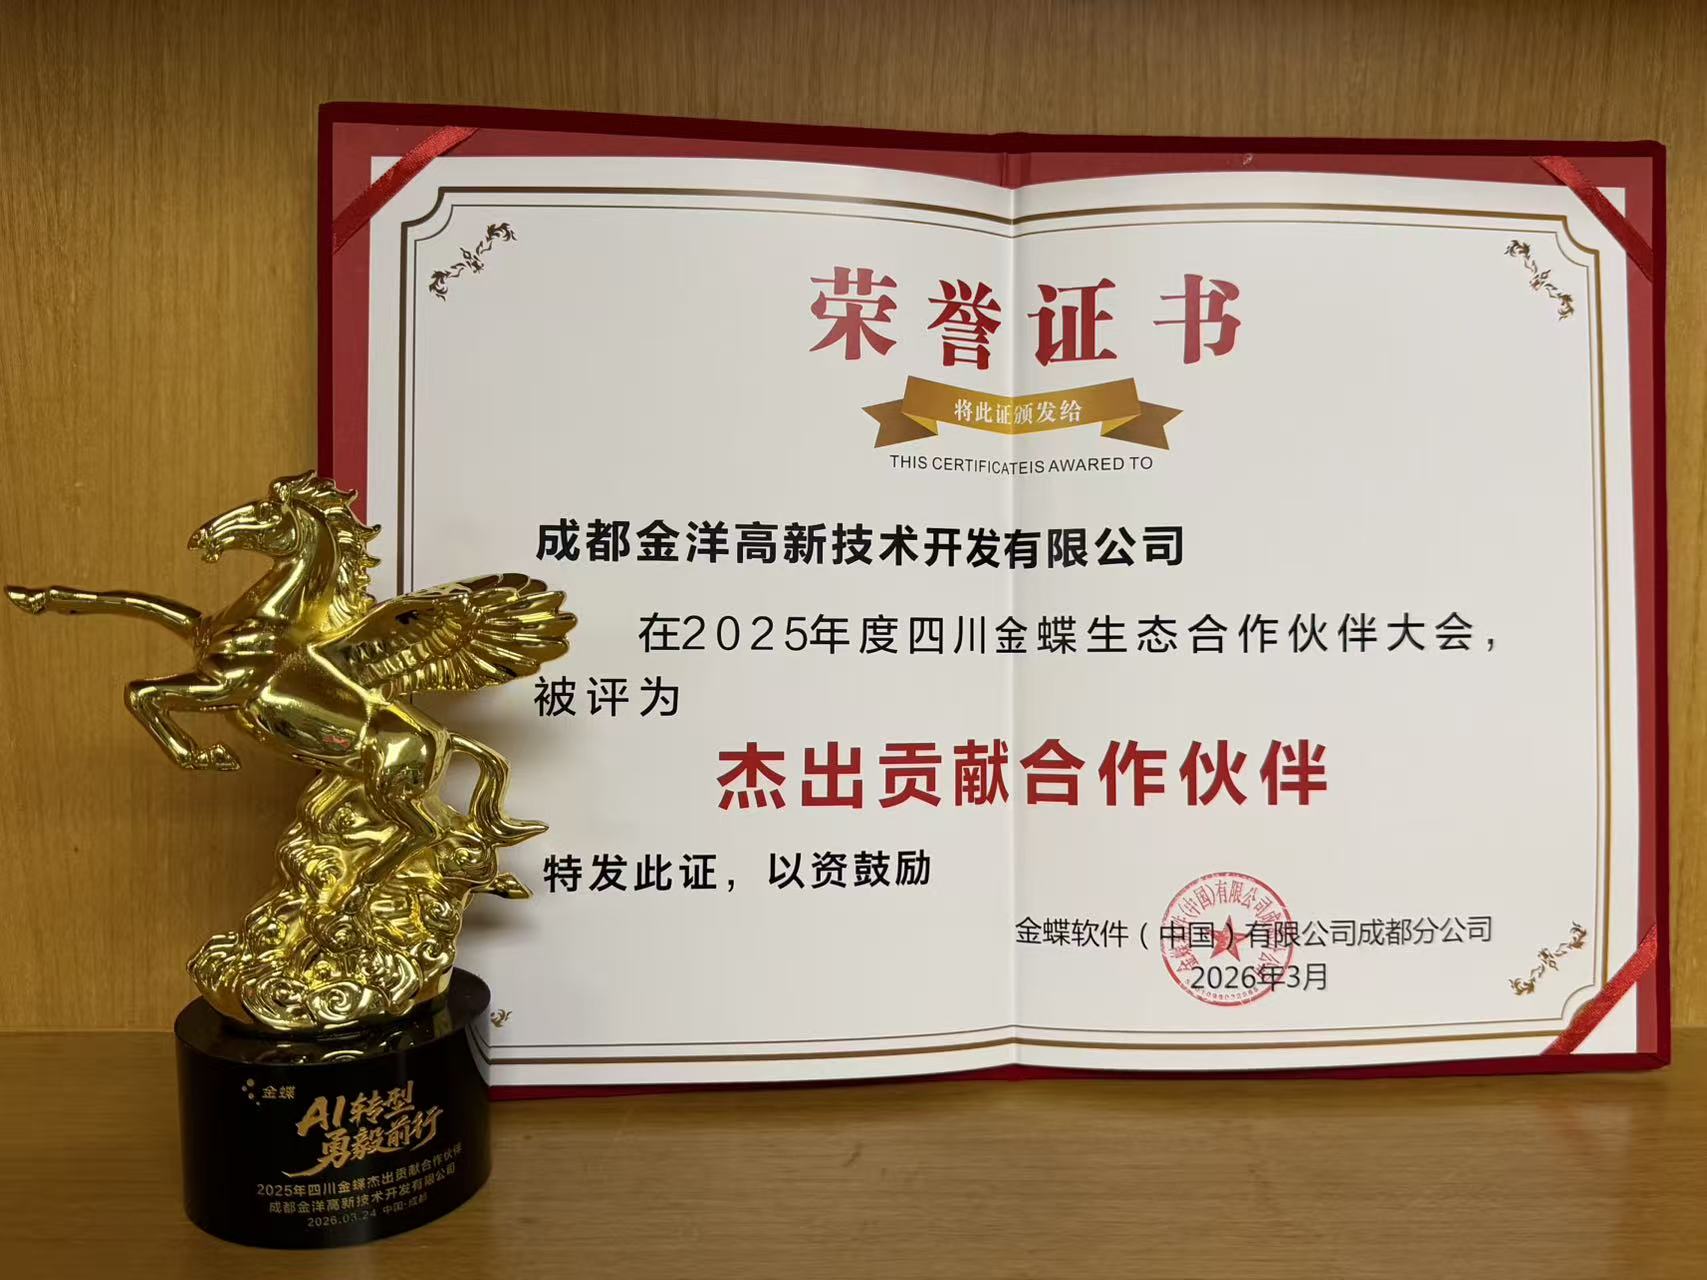 荣誉证书
将此证颁发给
THIS CERTIFICATEIS AWARED TO
成都金洋高新技术开发有限公司
在2025年度四川金蝶生态合作伙伴大会，
被评为
杰出贡献合作伙伴
特发此证，以资鼓励
金蝶软件（中国）有限公司成都分公司
2026年3月
金蝶
AI转型
勇毅前行
2025年四川金蝶杰出贡献合作伙伴
成都金洋高新技术开发有限公司
2026.03.24 中国·成都